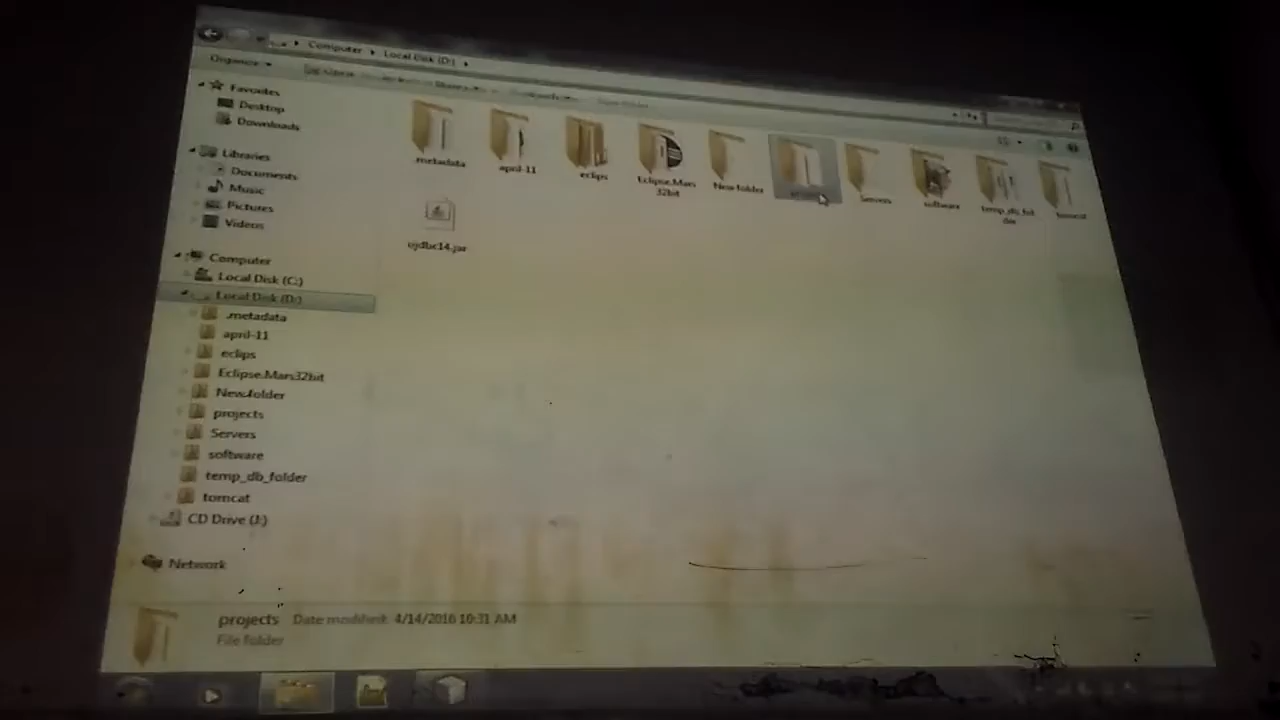 Computer ▸ Local Disk (D:) ▸
Organize
Favorites
Desktop
Downloads
Libraries
Documents
Music
Pictures
Videos
Computer
Local Disk (C:)
Local Disk (D:)
.metadata
april-11
eclips
Eclipse.Mars32bit
New folder
projects
Servers
software
temp_db_folder
tomcat
CD Drive (J:)
Network
.metadata
april-11
eclips
Eclipse.Mars
32bit
New folder
Servers
software
temp_db_fol
der
tomcat
ojdbc14.jar
projects Date modified: 4/14/2016 10:31 AM
File folder